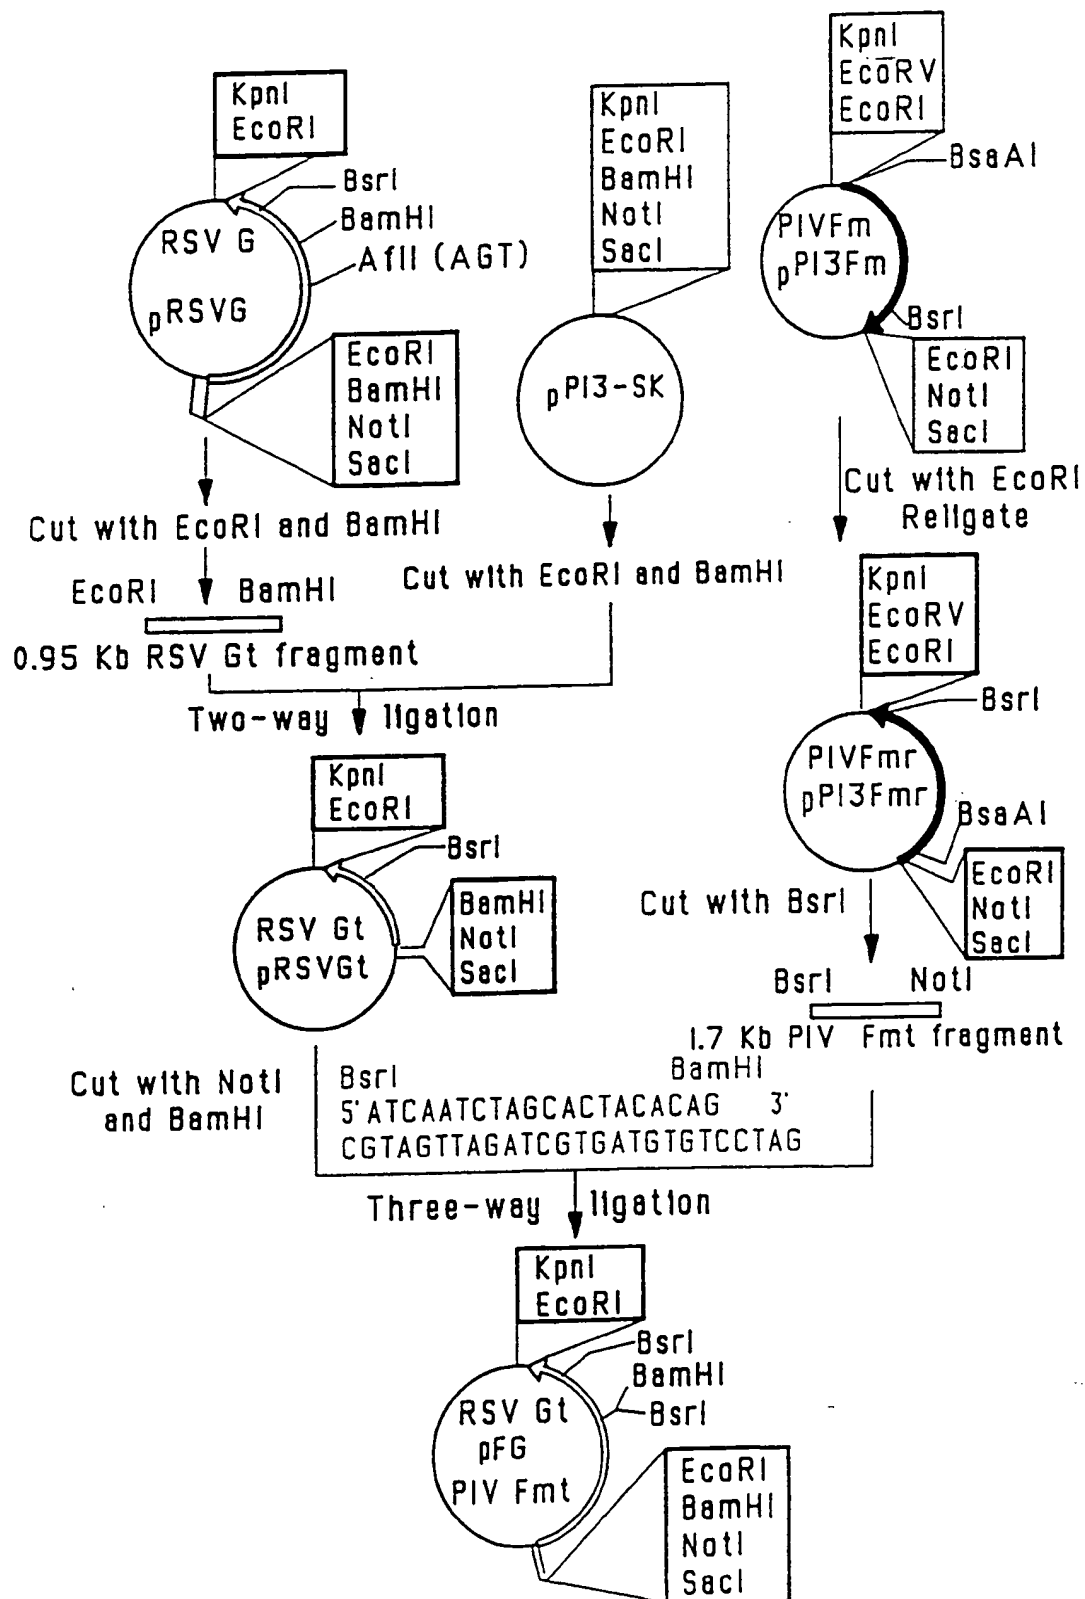 KpnI
EcoRI
BsrI
BamHI
AflI (AGT)
RSV G
pRSVG
EcoRI
BamHI
NotI
SacI
Cut with EcoRI and BamHI
EcoRI BamHI
0.95 Kb RSV Gt fragment
KpnI
EcoRI
BamHI
NotI
SacI
pPI3-SK
Cut with EcoRI and BamHI
KpnI
EcoRV
EcoRI
BsaAI
PIVFm
pPI3Fm
BsrI
EcoRI
NotI
SacI
Cut with EcoRI
Religate
KpnI
EcoRV
EcoRI
BsrI
PIVFmr
pPI3Fmr
BsaAI
EcoRI
NotI
SacI
Cut with BsrI
BsrI NotI
1.7 Kb PIV Fmt fragment
Two-way ligation
KpnI
EcoRI
BsrI
RSV Gt
pRSVGt
BamHI
NotI
SacI
Cut with NotI
and BamHI
BsrI BamHI
5'ATCAATCTAGCACTACACAG 3'
CGTAGTTAGATCGTGATGTGTCCTAG
Three-way ligation
KpnI
EcoRI
BsrI
BamHI
BsrI
RSV Gt
pFG
PIV Fmt
EcoRI
BamHI
NotI
SacI